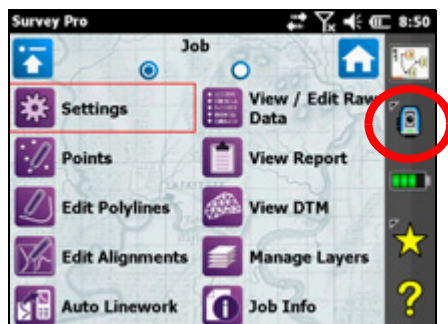 Survey Pro 8:50
Job
Settings
View / Edit Raw
Data
Points
View Report
Edit Polylines
View DTM
Edit Alignments
Manage Layers
Auto Linework
Job Info